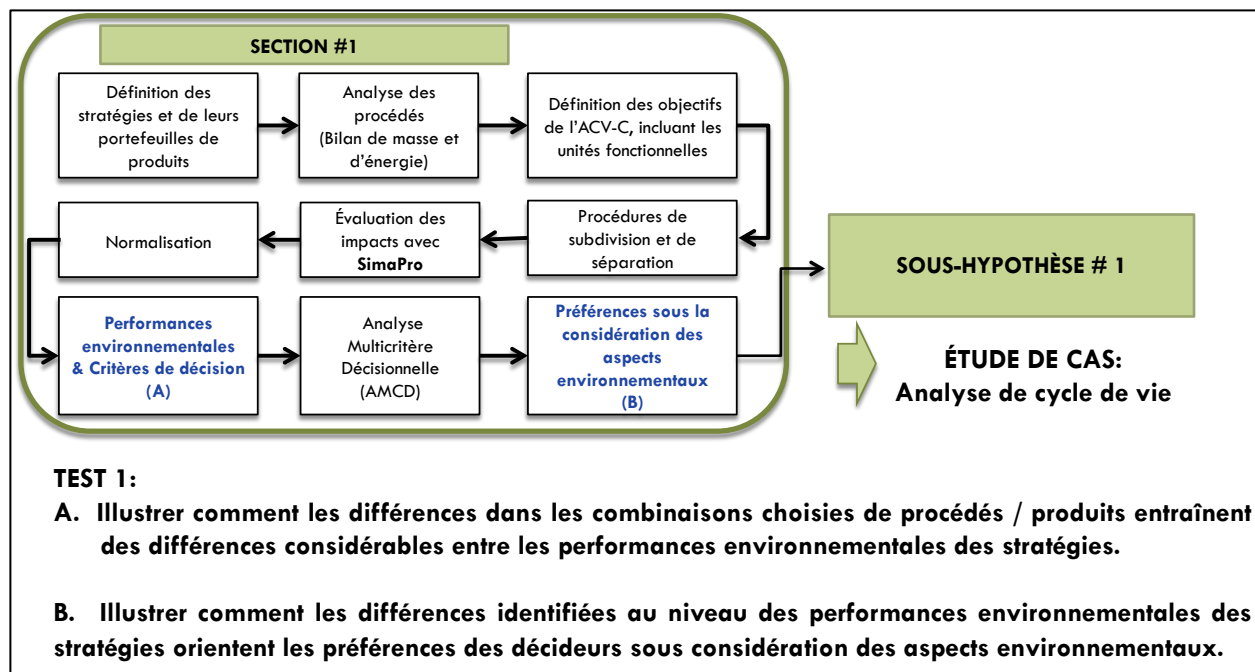 SECTION #1
Définition des
stratégies et de leurs
portefeuilles de
produits
Analyse des
procédés
(Bilan de masse et
d'énergie)
Définition des objectifs
de l'ACV-C, incluant les
unités fonctionnelles
Procédures de
subdivision et de
séparation
Évaluation des
impacts avec
SimaPro
Normalisation
Performances
environnementales
& Critères de décision
(A)
Analyse
Multicritère
Décisionnelle
(AMCD)
Préférences sous la
considération des
aspects
environnementaux
(B)
SOUS-HYPOTHÈSE # 1
ÉTUDE DE CAS:
Analyse de cycle de vie
TEST 1:
A. Illustrer comment les différences dans les combinaisons choisies de procédés / produits entraînent
des différences considérables entre les performances environnementales des stratégies.
B. Illustrer comment les différences identifiées au niveau des performances environnementales des
stratégies orientent les préférences des décideurs sous considération des aspects environnementaux.